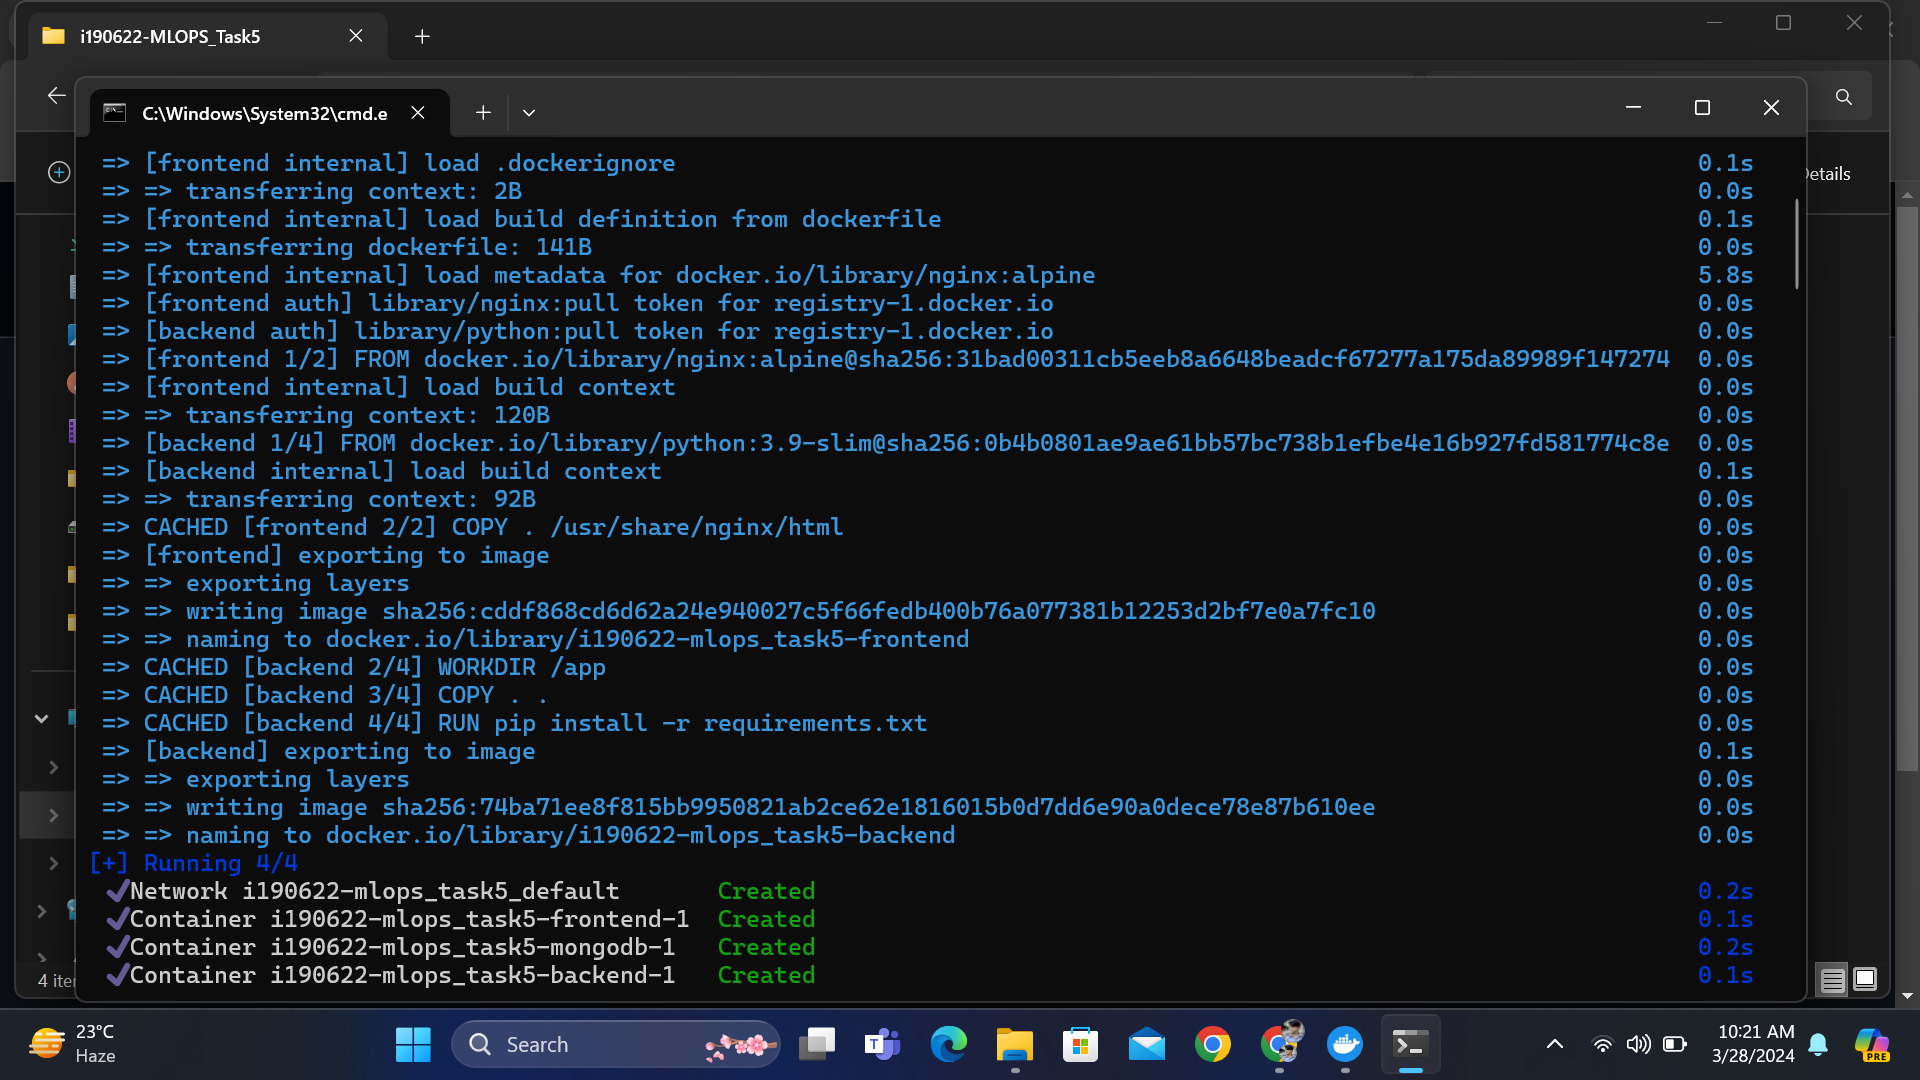 i190622-MLOPS_Task5
C:\Windows\System32\cmd.e
Details
=> [frontend internal] load .dockerignore 0.1s
=> => transferring context: 2B 0.0s
=> [frontend internal] load build definition from dockerfile 0.1s
=> => transferring dockerfile: 141B 0.0s
=> [frontend internal] load metadata for docker.io/library/nginx:alpine 5.8s
=> [frontend auth] library/nginx:pull token for registry-1.docker.io 0.0s
=> [backend auth] library/python:pull token for registry-1.docker.io 0.0s
=> [frontend 1/2] FROM docker.io/library/nginx:alpine@sha256:31bad00311cb5eeb8a6648beadcf67277a175da89989f147274 0.0s
=> [frontend internal] load build context 0.0s
=> => transferring context: 120B 0.0s
=> [backend 1/4] FROM docker.io/library/python:3.9-slim@sha256:0b4b0801ae9ae61bb57bc738b1efbe4e16b927fd581774c8e 0.0s
=> [backend internal] load build context 0.1s
=> => transferring context: 92B 0.0s
=> CACHED [frontend 2/2] COPY . /usr/share/nginx/html 0.0s
=> [frontend] exporting to image 0.0s
=> => exporting layers 0.0s
=> => writing image sha256:cddf868cd6d62a24e940027c5f66fedb400b76a077381b12253d2bf7e0a7fc10 0.0s
=> => naming to docker.io/library/i190622-mlops_task5-frontend 0.0s
=> CACHED [backend 2/4] WORKDIR /app 0.0s
=> CACHED [backend 3/4] COPY . . 0.0s
=> CACHED [backend 4/4] RUN pip install -r requirements.txt 0.0s
=> [backend] exporting to image 0.1s
=> => exporting layers 0.0s
=> => writing image sha256:74ba71ee8f815bb9950821ab2ce62e1816015b0d7dd6e90a0dece78e87b610ee 0.0s
=> => naming to docker.io/library/i190622-mlops_task5-backend 0.0s
[+] Running 4/4
✔Network i190622-mlops_task5_default Created 0.2s
✔Container i190622-mlops_task5-frontend-1 Created 0.1s
✔Container i190622-mlops_task5-mongodb-1 Created 0.2s
✔Container i190622-mlops_task5-backend-1 Created 0.1s
4 ite
23°C
Haze
Search
10:21 AM
3/28/2024
PRE